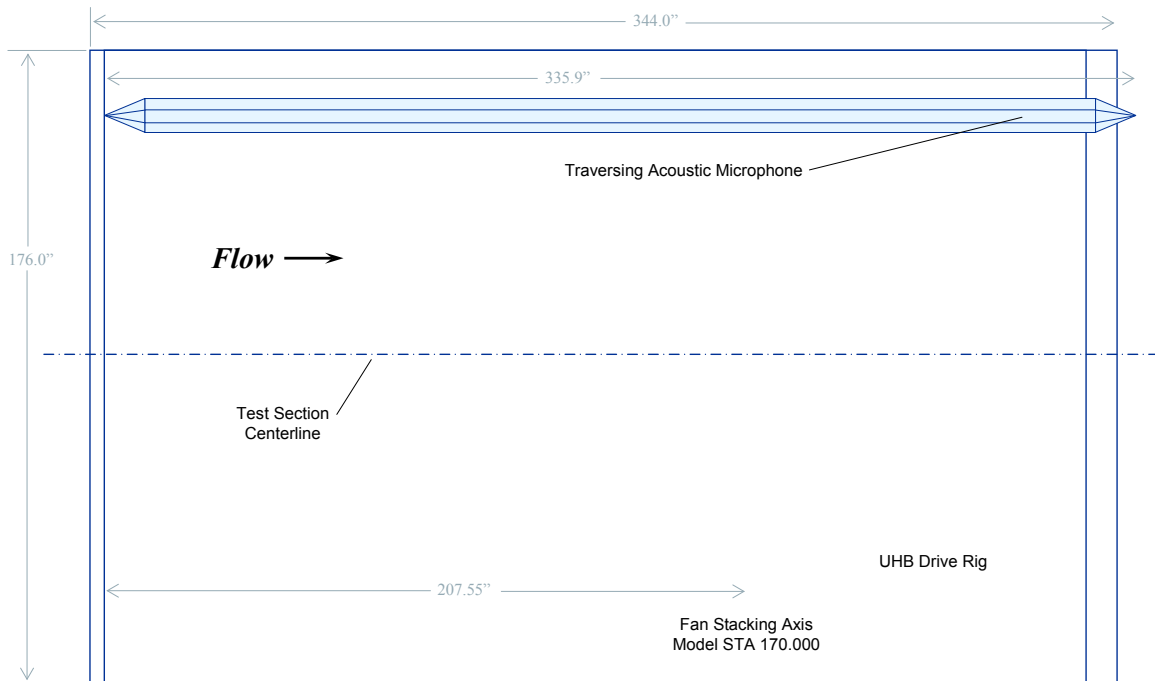 344.0”
335.9”
Traversing Acoustic Microphone
Flow
176.0”
Test Section
Centerline
UHB Drive Rig
207.55”
Fan Stacking Axis
Model STA 170.000